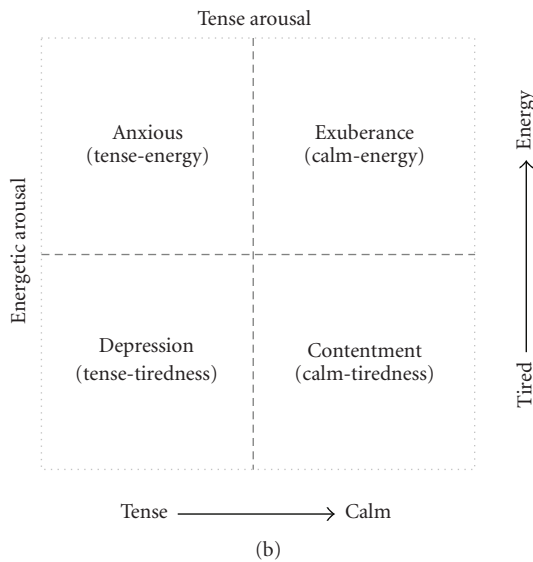 Tense arousal
Energetic arousal
Anxious
(tense-energy)
Exuberance
(calm-energy)
Depression
(tense-tiredness)
Contentment
(calm-tiredness)
Energy
Tired
Tense
Calm
(b)